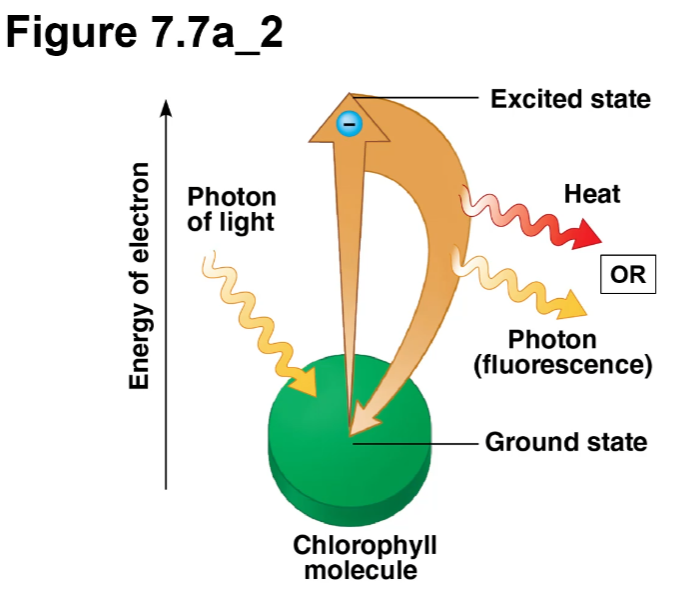 Figure 7.7a_2
Excited state
−
Energy of electron
Photon
of light
Heat
OR
Photon
(fluorescence)
Ground state
Chlorophyll
molecule